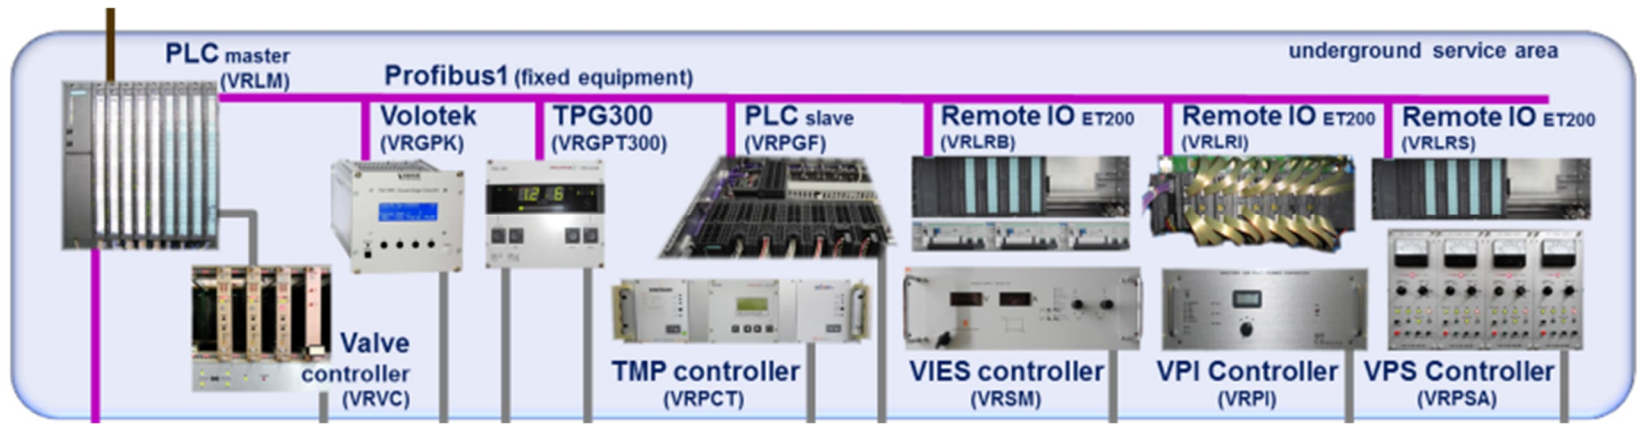 underground service area
PLC master
(VRLM)
Profibus1 (fixed equipment)
Volotek
(VRGPK)
TPG300
(VRGPT300)
PLC slave
(VRPGF)
Remote IO ET200
(VRLRB)
Remote IO ET200
(VRLRI)
Remote IO ET200
(VRLRS)
Valve
controller
(VRVC)
TMP controller
(VRPCT)
VIES controller
(VRSM)
VPI Controller
(VRPI)
VPS Controller
(VRPSA)